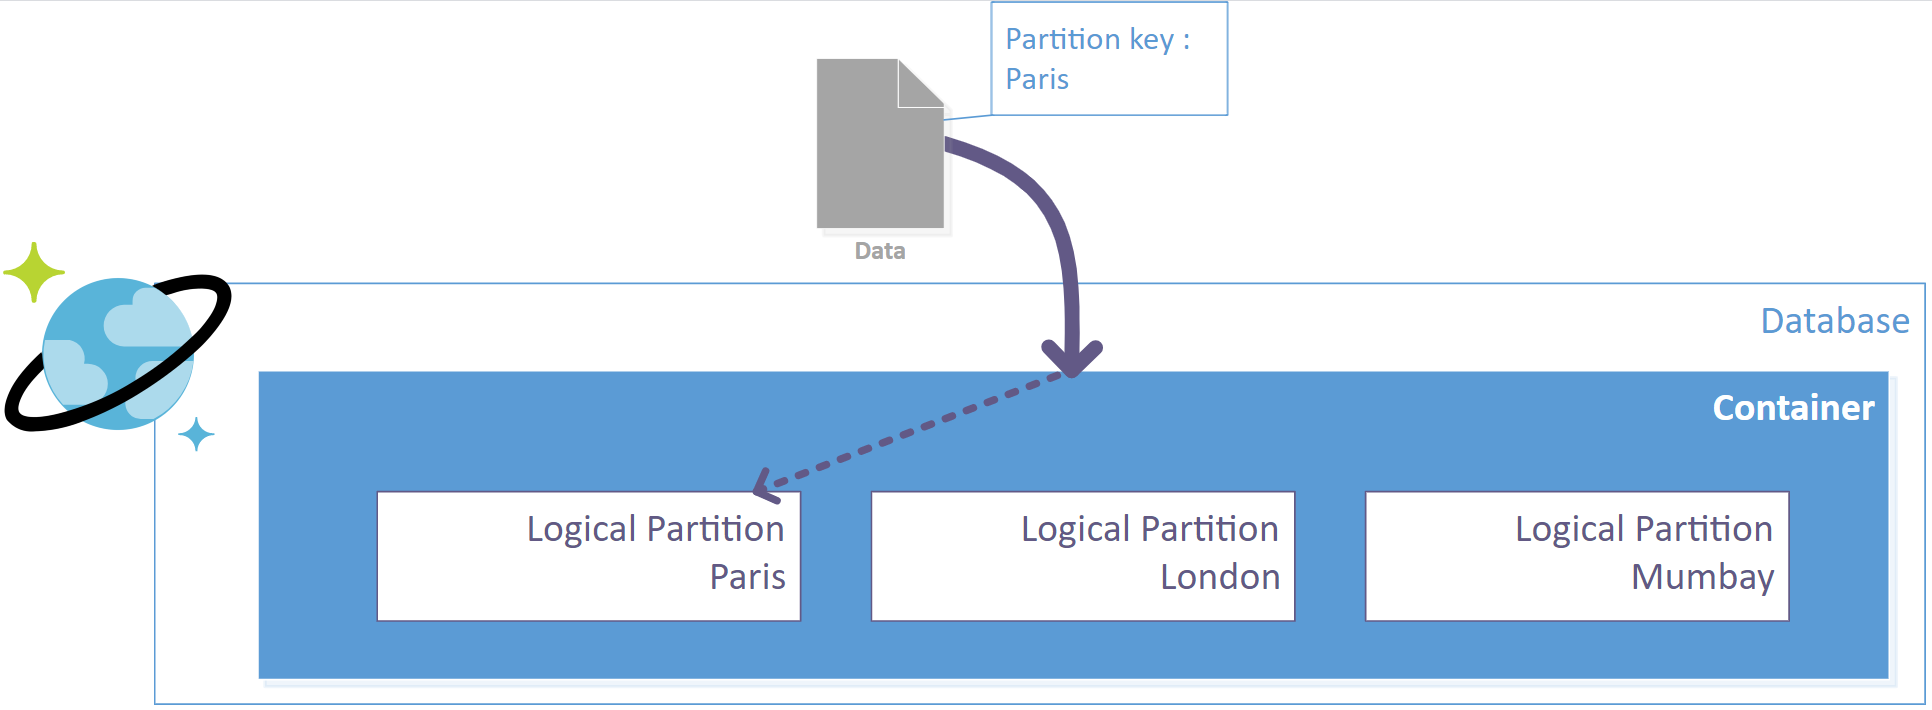 Partition key :
Paris
Data
Database
Container
Logical Partition
Paris
Logical Partition
London
Logical Partition
Mumbay